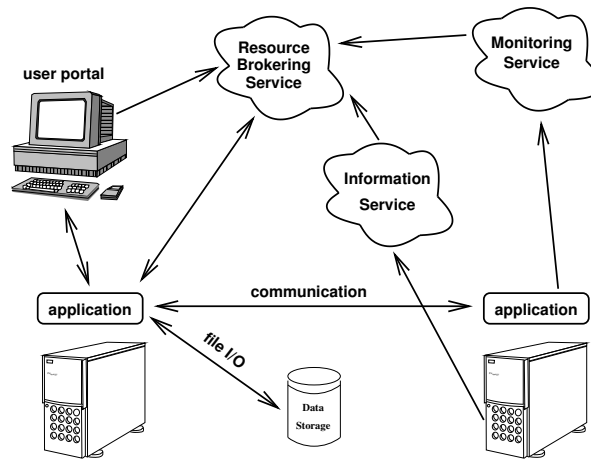 Resource
Brokering
Service
Monitoring
Service
user portal
Information
Service
communication
application
application
file I/O
Data
Storage